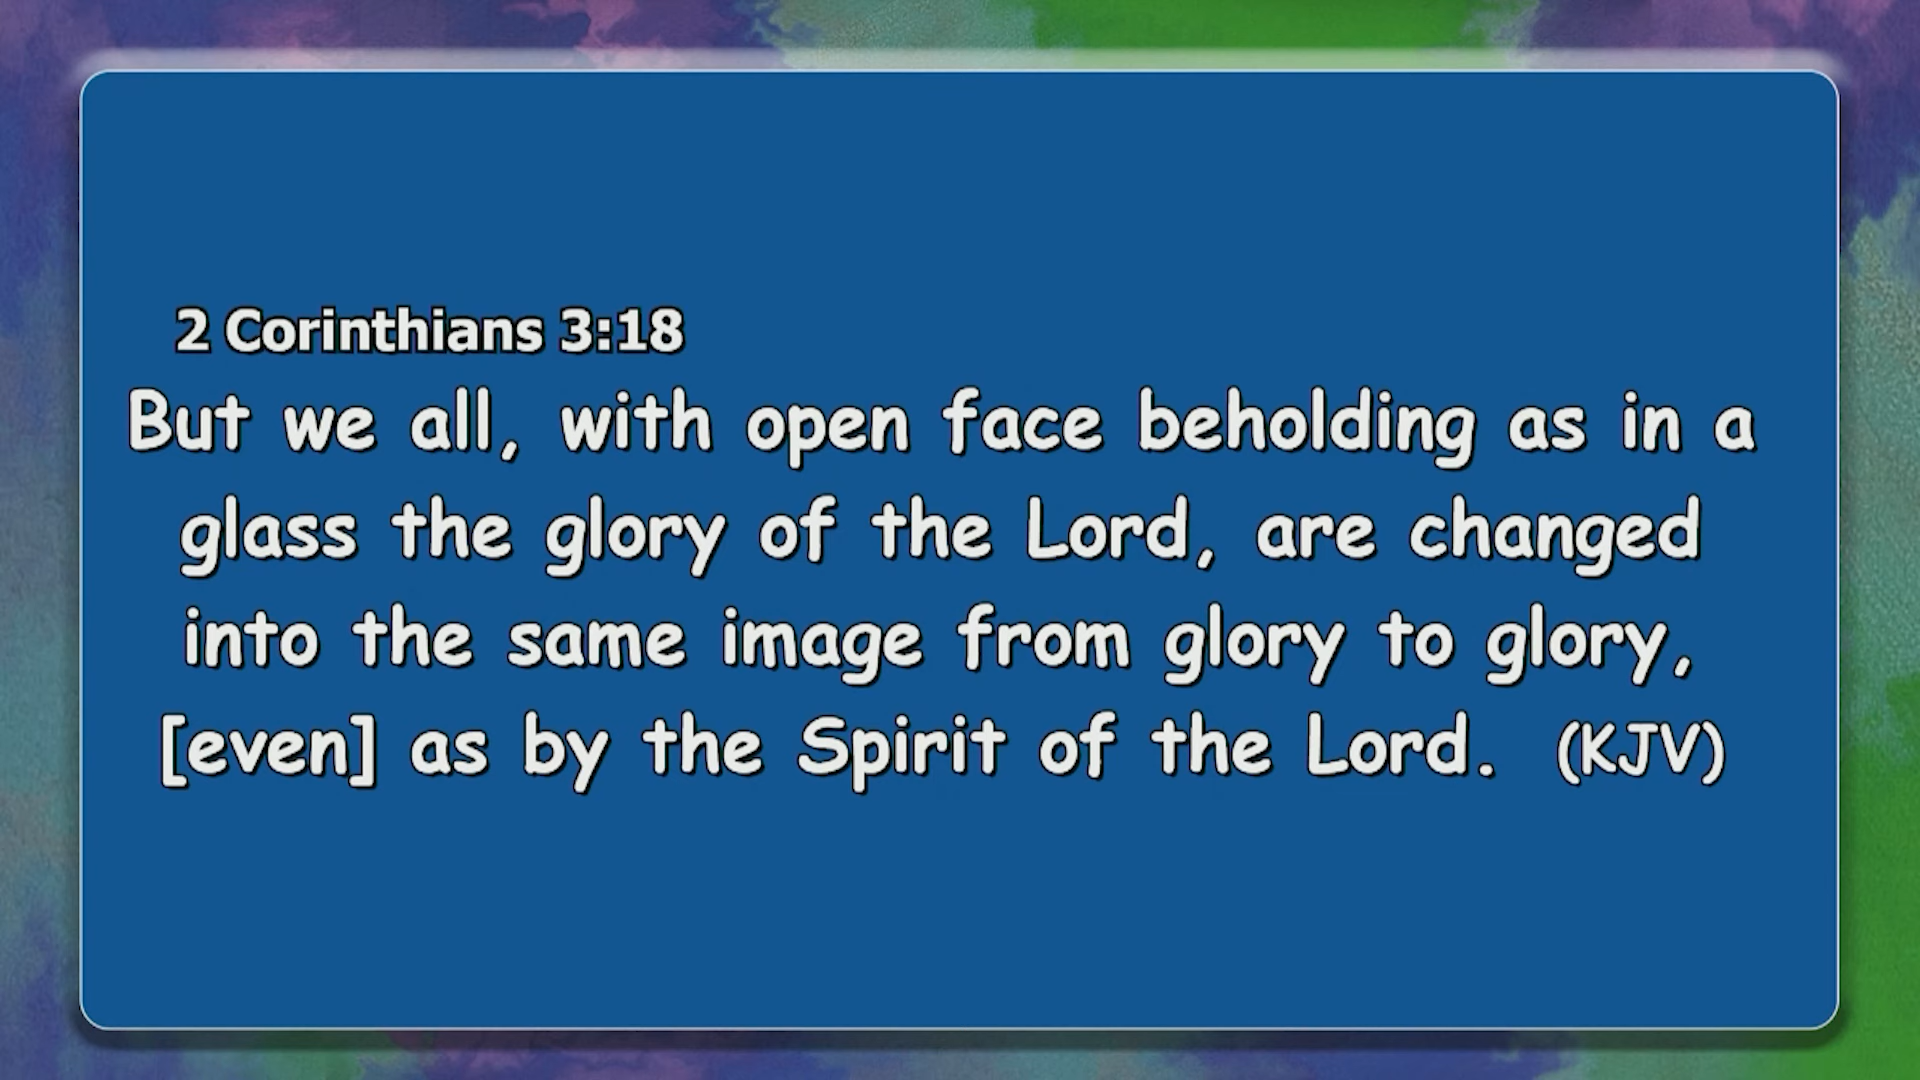 2 Corinthians 3:18
But we all, with open face beholding as in a
glass the glory of the Lord, are changed
into the same image from glory to glory,
[even] as by the Spirit of the Lord. (KJV)